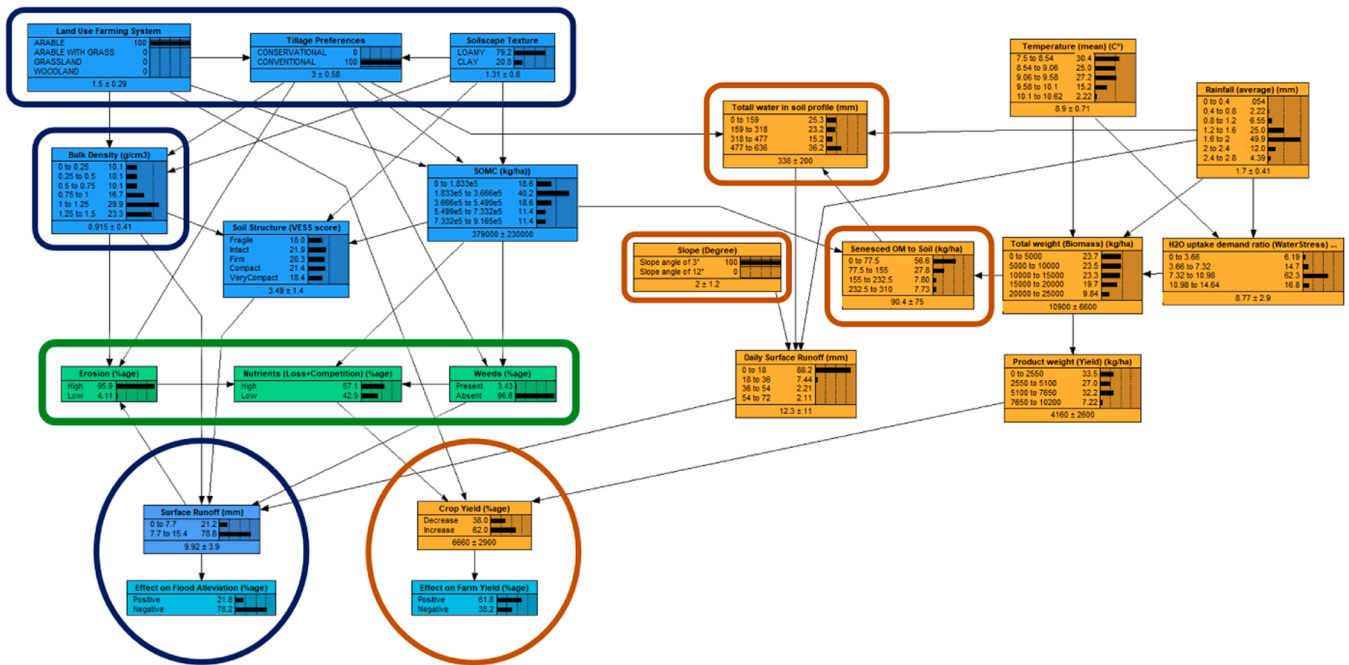 Land Use Farming System
ARABLE 100
ARABLE WITH GRASS 0
GRASSLAND 0
WOODLAND 0
1.5 ± 0.29
Tillage Preferences
CONSERVATIONAL 0
CONVENTIONAL 100
3 ± 0.58
Soilscape Texture
LOAMY 79.2
CLAY 20.8
1.31 ± 0.8
Temperature (mean) (C°)
7.5 to 8.54 30.4
8.54 to 9.06 25.0
9.06 to 9.58 27.2
9.58 to 10.1 15.2
10.1 to 10.62 2.22
8.9 ± 0.71
Rainfall (average) (mm)
0 to 0.4 .054
0.4 to 0.8 2.22
0.8 to 1.2 6.55
1.2 to 1.6 25.0
1.6 to 2 49.9
2 to 2.4 12.0
2.4 to 2.8 4.39
1.7 ± 0.41
Totall water in soil profile (mm)
0 to 159 25.3
159 to 318 23.2
318 to 477 15.2
477 to 636 36.2
338 ± 200
Bulk Density (g/cm3)
0 to 0.25 10.1
0.25 to 0.5 10.1
0.5 to 0.75 10.1
0.75 to 1 16.7
1 to 1.25 29.9
1.25 to 1.5 23.3
0.915 ± 0.41
SOMC (kg/ha))
0 to 1.833e5 18.6
1.833e5 to 3.666e5 40.2
3.666e5 to 5.499e5 18.6
5.499e5 to 7.332e5 11.4
7.332e5 to 9.165e5 11.4
379000 ± 230000
Soil Structure (VESS score)
Fragile 18.0
Intact 21.9
Firm 20.3
Compact 21.4
VeryCompact 18.4
3.49 ± 1.4
Slope (Degree)
Slope angle of 3° 100
Slope angle of 12° 0
2 ± 1.2
Senesced OM to Soil (kg/ha)
0 to 77.5 56.6
77.5 to 155 27.8
155 to 232.5 7.80
232.5 to 310 7.73
90.4 ± 75
Total weight (Biomass) (kg/ha)
0 to 5000 23.7
5000 to 10000 23.5
10000 to 15000 23.3
15000 to 20000 19.7
20000 to 25000 9.84
10900 ± 6600
H2O uptake demand ratio (WaterStress) ...
0 to 3.66 6.19
3.66 to 7.32 14.7
7.32 to 10.98 62.3
10.98 to 14.64 16.8
8.77 ± 2.9
Daily Surface Runoff (mm)
0 to 18 88.2
18 to 36 7.44
36 to 54 2.21
54 to 72 2.11
12.3 ± 11
Product weight (Yield) (kg/ha)
0 to 2550 33.5
2550 to 5100 27.0
5100 to 7650 32.2
7650 to 10200 7.22
4160 ± 2600
Erosion (%age)
High 95.9
Low 4.11
Nutrients (Loss+Competition) (%age)
High 57.1
Low 42.9
Weeds (%age)
Present 3.43
Absent 96.6
Surface Runoff (mm)
0 to 7.7 21.2
7.7 to 15.4 78.8
9.92 ± 3.9
Crop Yield (%age)
Decrease 38.0
Increase 62.0
6660 ± 2900
Effect on Flood Alleviation (%age)
Positive 21.8
Negative 78.2
Effect on Farm Yield (%age)
Positive 61.8
Negative 38.2